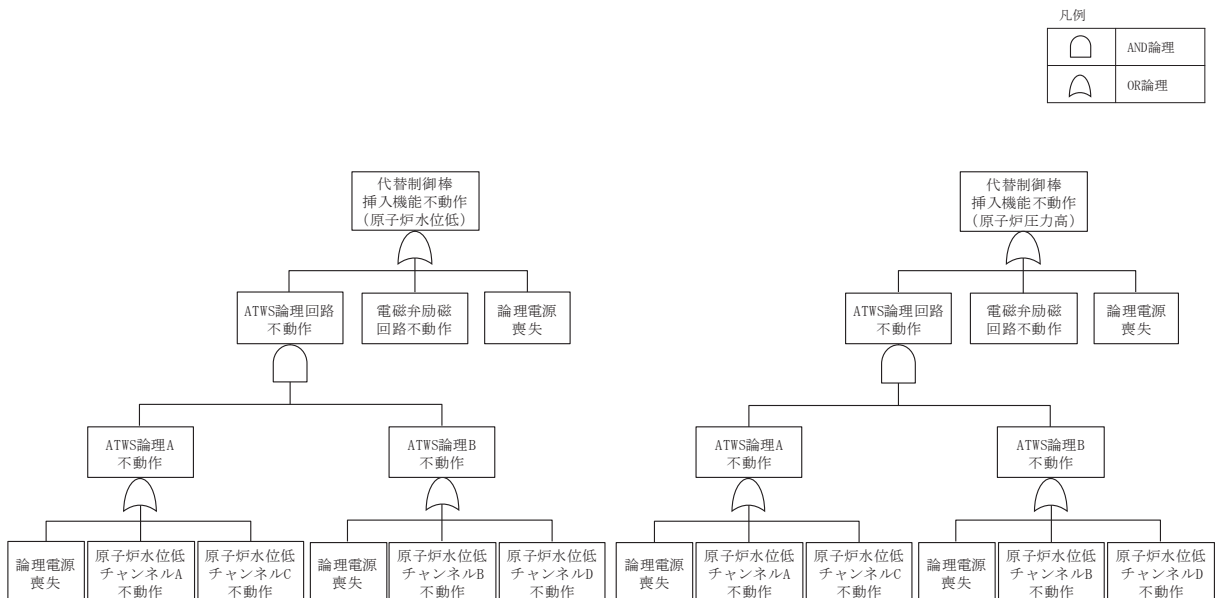 凡例
AND論理
OR論理
代替制御棒
挿入機能不動作
(原子炉水位低)
ATWS論理回路
不動作
電磁弁励磁
回路不動作
論理電源
喪失
ATWS論理A
不動作
ATWS論理B
不動作
論理電源
喪失
原子炉水位低
チャンネルA
不動作
原子炉水位低
チャンネルC
不動作
論理電源
喪失
原子炉水位低
チャンネルB
不動作
原子炉水位低
チャンネルD
不動作
代替制御棒
挿入機能不動作
(原子炉圧力高)
ATWS論理回路
不動作
電磁弁励磁
回路不動作
論理電源
喪失
ATWS論理A
不動作
ATWS論理B
不動作
論理電源
喪失
原子炉水位低
チャンネルA
不動作
原子炉水位低
チャンネルC
不動作
論理電源
喪失
原子炉水位低
チャンネルB
不動作
原子炉水位低
チャンネルD
不動作